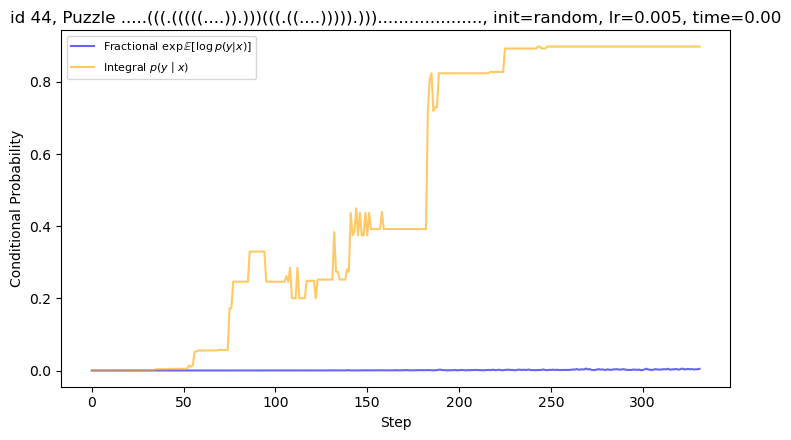 id 44, Puzzle .....(((.(((((....)).)))(((.((....))))).)))....................., init=random, lr=0.005, time=0.00
Fractional exp𝔼[log p(y|x)]
Integral p(y | x)
Conditional Probability
0.8
0.6
0.4
0.2
0.0
0 50 100 150 200 250 300
Step